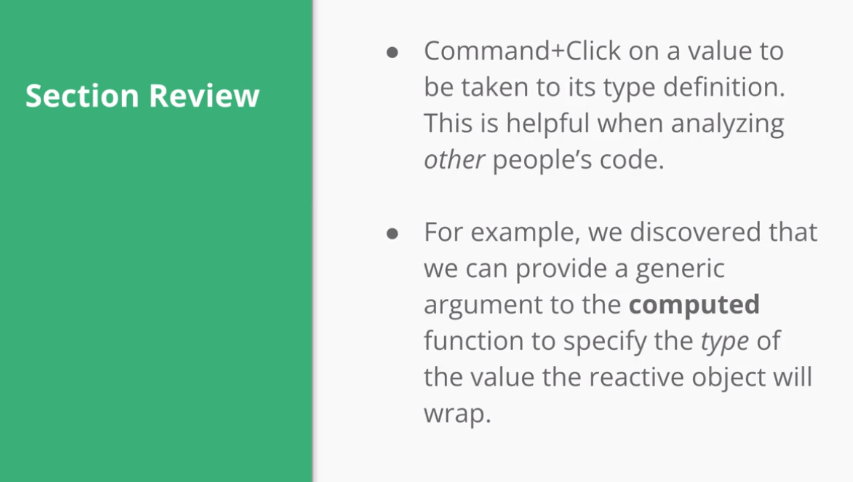 Section Review
● Command+Click on a value to
be taken to its type definition.
This is helpful when analyzing
other people’s code.
● For example, we discovered that
we can provide a generic
argument to the computed
function to specify the type of
the value the reactive object will
wrap.